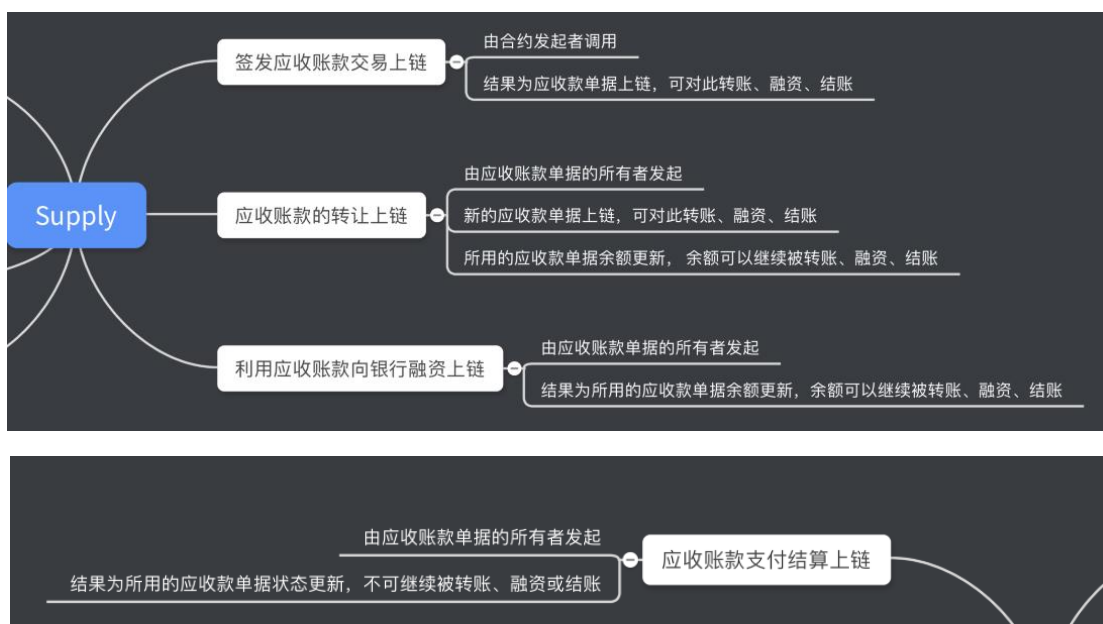 签发应收账款交易上链
由合约发起者调用
结果为应收款单据上链，可对此转账、融资、结账
Supply
应收账款的转让上链
由应收账款单据的所有者发起
新的应收款单据上链，可对此转账、融资、结账
所用的应收款单据余额更新，余额可以继续被转账、融资、结账
利用应收账款向银行融资上链
由应收账款单据的所有者发起
结果为所用的应收款单据余额更新，余额可以继续被转账、融资、结账
由应收账款单据的所有者发起
结果为所用的应收款单据状态更新，不可继续被转账、融资或结账
应收账款支付结算上链